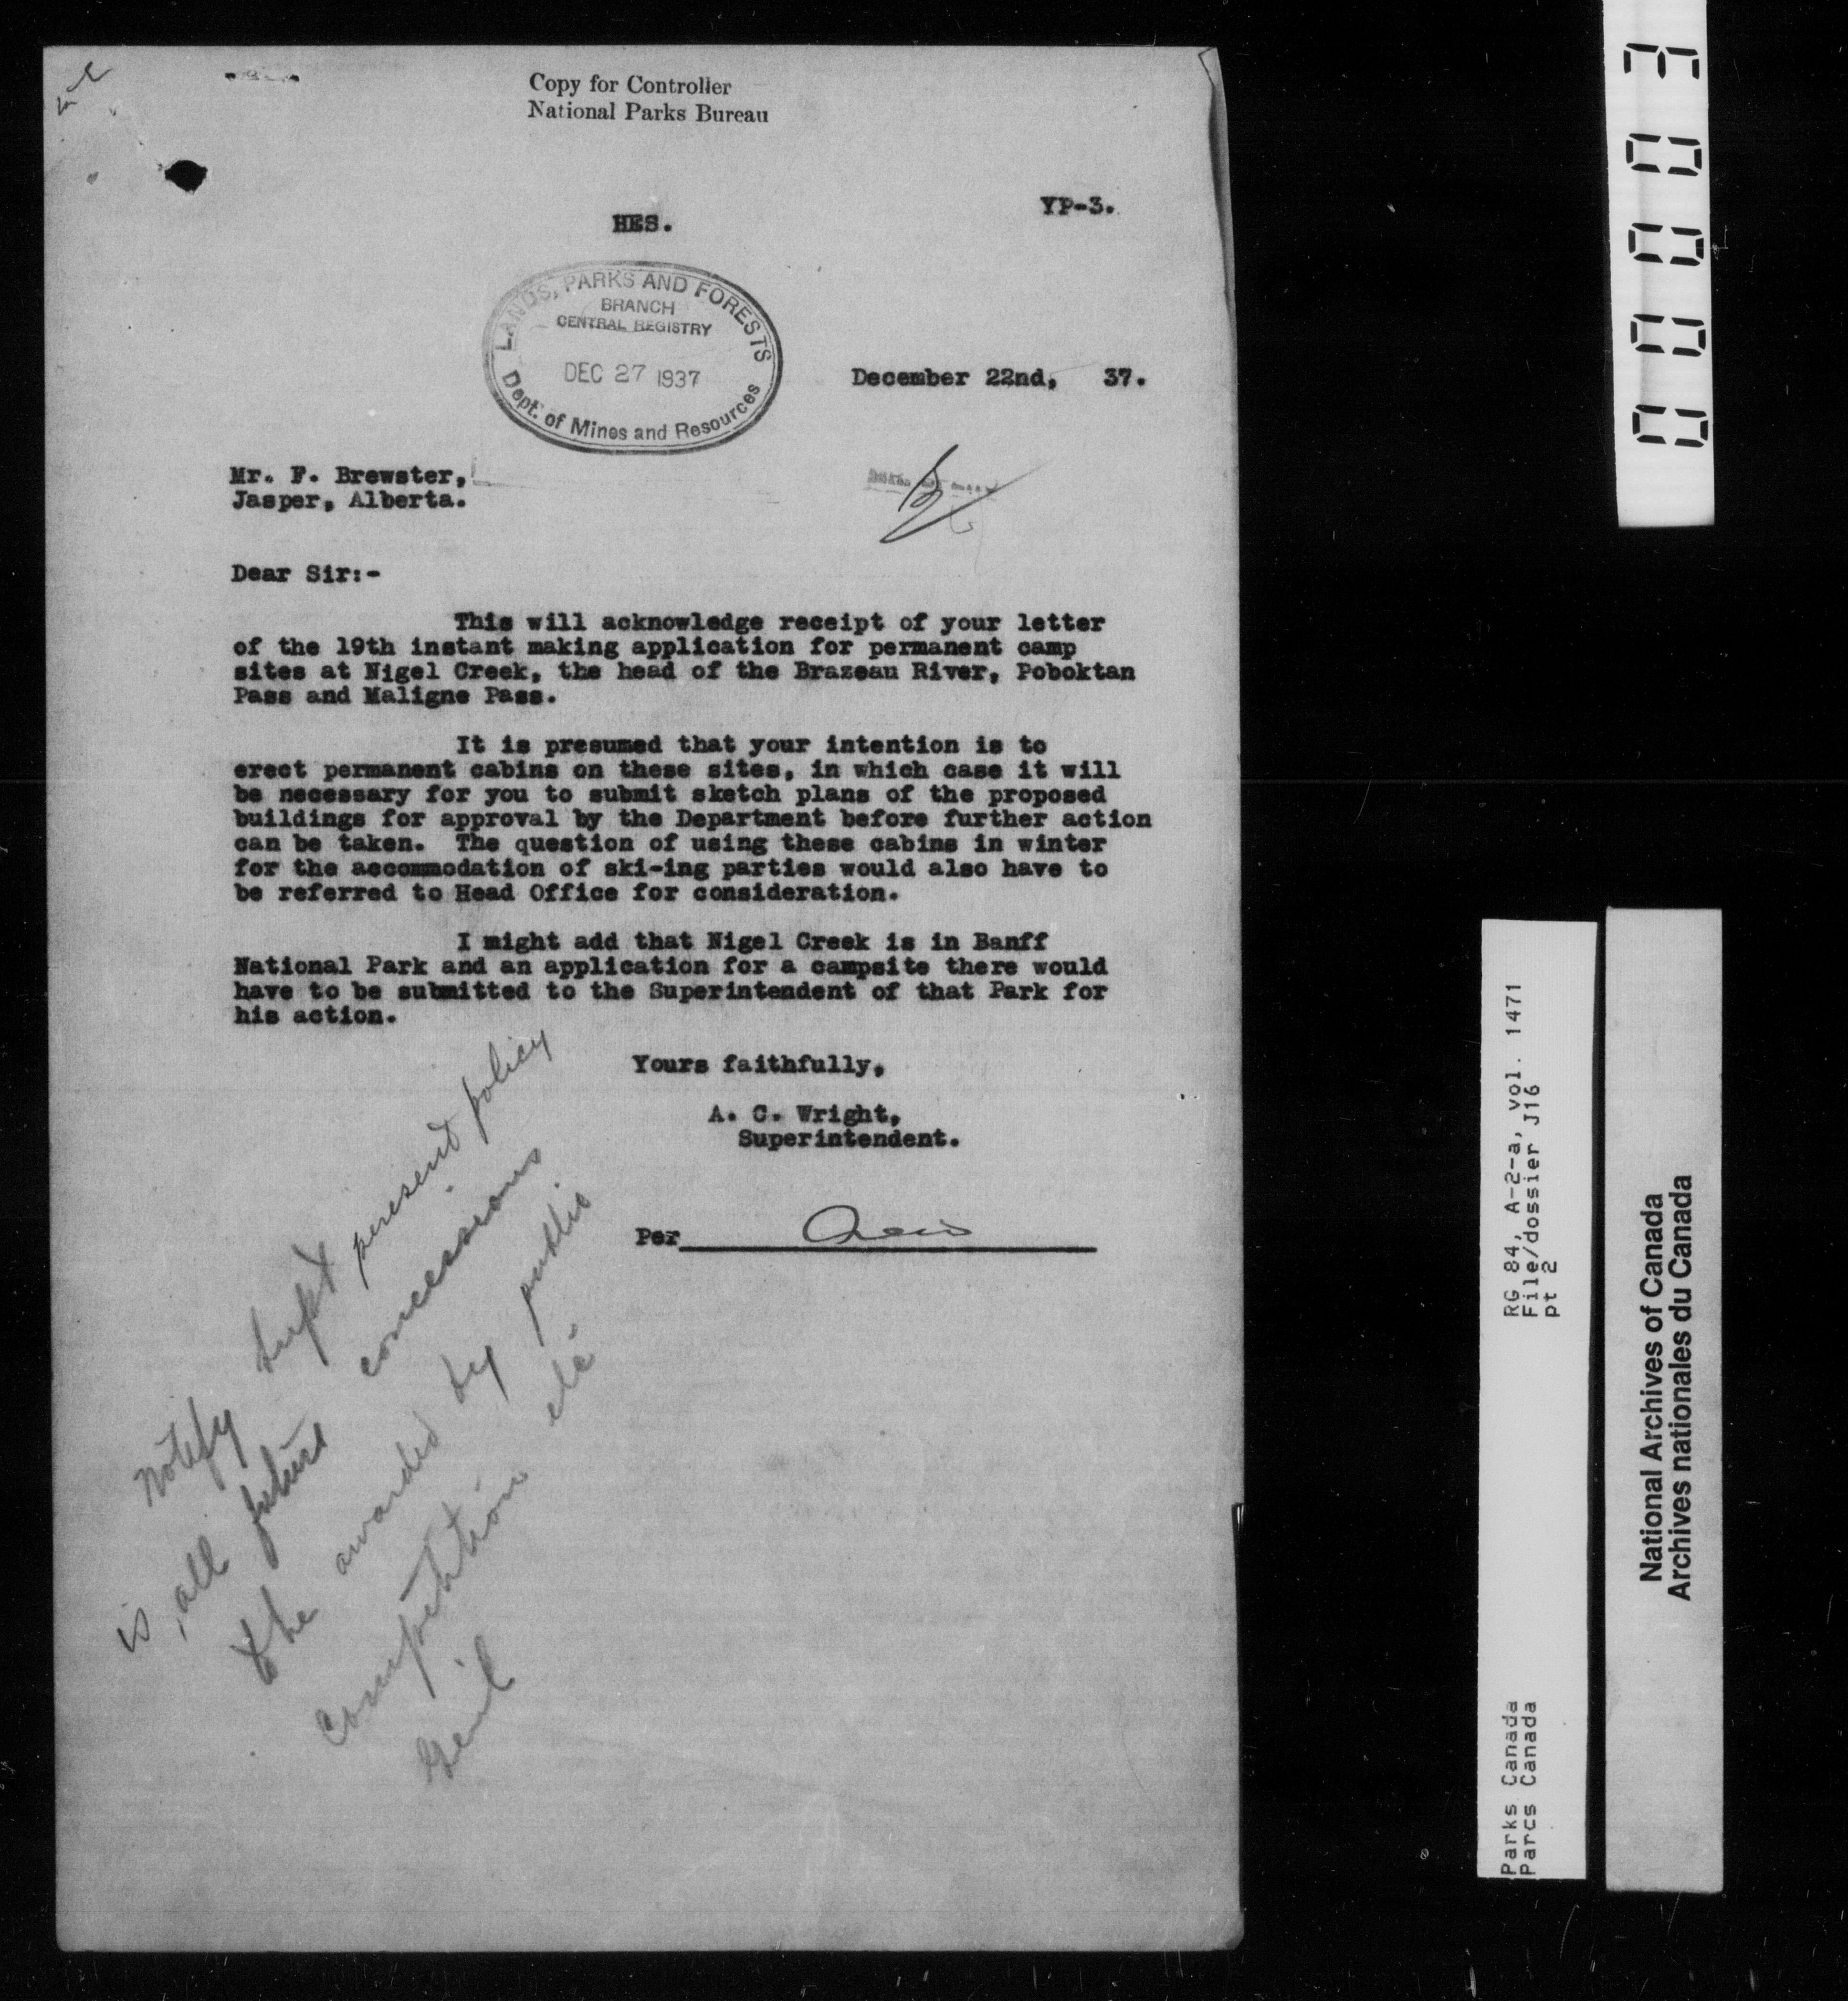 Copy for Controller
National Parks Bureau
YP-3.
HES.
LANDS, PARKS AND FORESTS
BRANCH
CENTRAL REGISTRY
DEC 27 1937
Dept. of Mines and Resources
December 22nd, 37.
Mr. F. Brewster,
Jasper, Alberta.
Dear Sir:-
This will acknowledge receipt of your letter
of the 19th instant making application for permanent camp
sites at Nigel Creek, the head of the Brazeau River, Poboktan
Pass and Maligne Pass.
It is presumed that your intention is to
erect permanent cabins on these sites, in which case it will
be necessary for you to submit sketch plans of the proposed
buildings for approval by the Department before further action
can be taken. The question of using these cabins in winter
for the accommodation of ski-ing parties would also have to
be referred to Head Office for consideration.
I might add that Nigel Creek is in Banff
National Park and an application for a campsite there would
have to be submitted to the Superintendent of that Park for
his action.
Yours faithfully,
A. C. Wright,
Superintendent.
Per
Notify supt present policy
is, all future concessions
to be awarded by public
competition etc
00003
RG 84, A-2-a, Vol. 1471
File/dossier J16
pt 2
Parks Canada
Parcs Canada
National Archives of Canada
Archives nationales du Canada